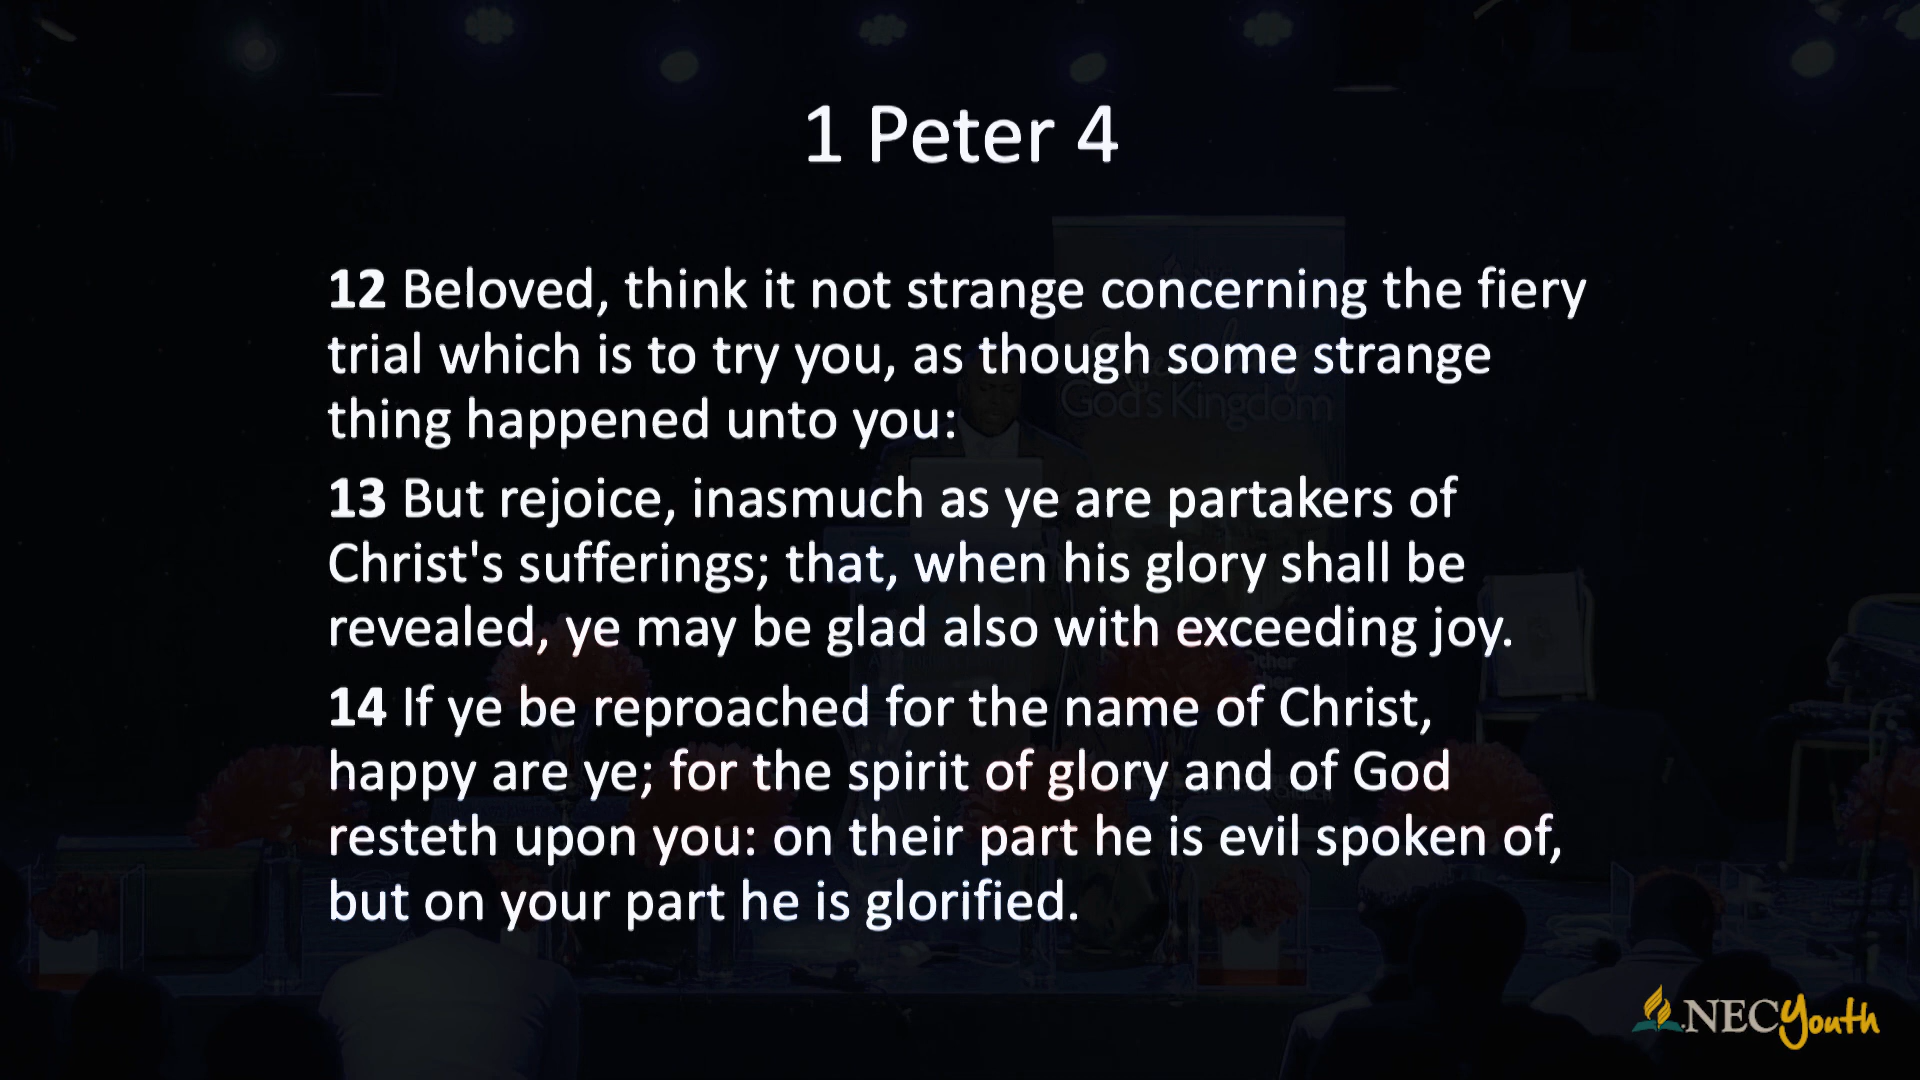 1 Peter 4
12 Beloved, think it not strange concerning the fiery
trial which is to try you, as though some strange
thing happened unto you:
13 But rejoice, inasmuch as ye are partakers of
Christ's sufferings; that, when his glory shall be
revealed, ye may be glad also with exceeding joy.
14 If ye be reproached for the name of Christ,
happy are ye; for the spirit of glory and of God
resteth upon you: on their part he is evil spoken of,
but on your part he is glorified.
God's Kingdom
Other
NECYouth